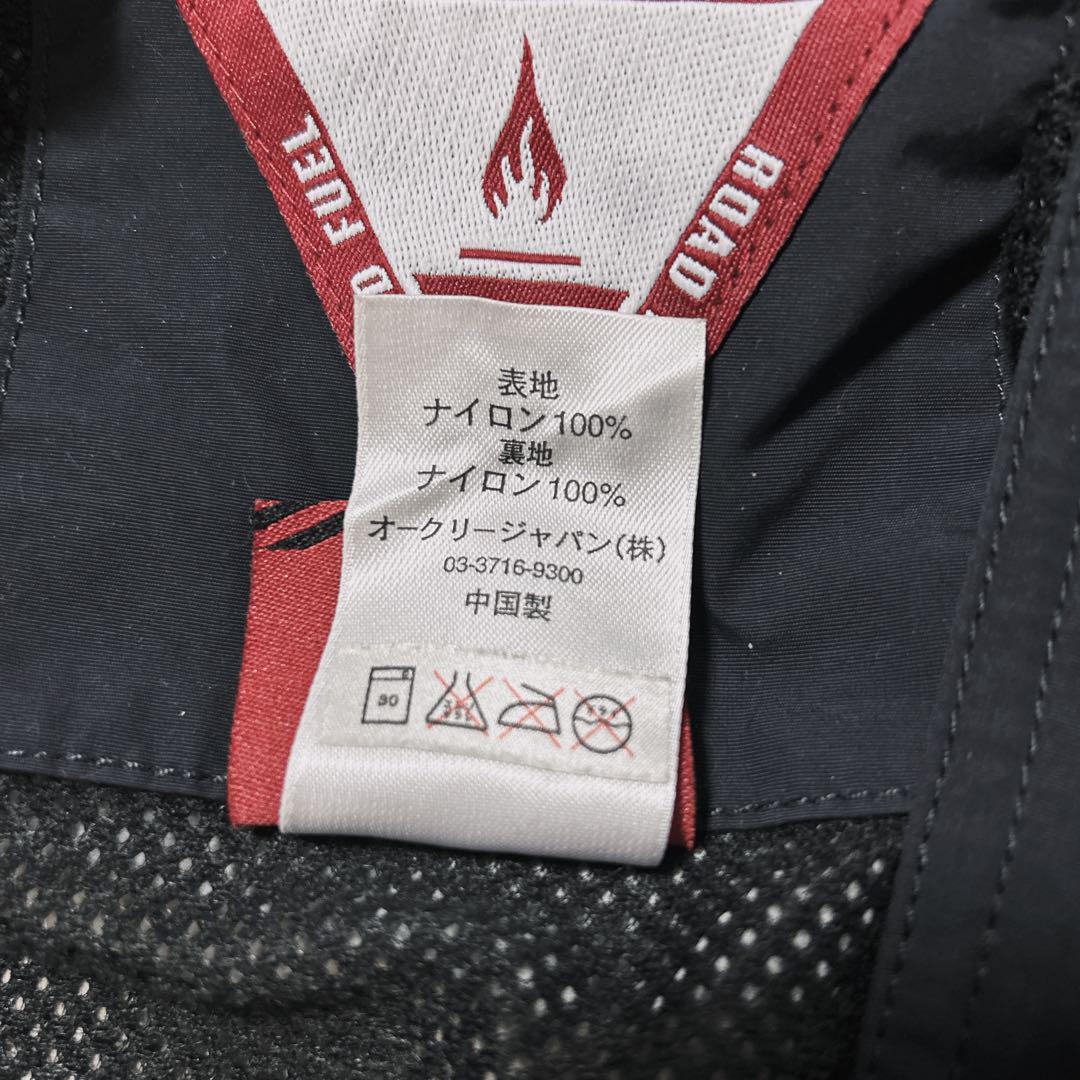 FUEL
ROAD
表地
ナイロン100%
裏地
ナイロン100%
オークリージャパン(株)
03-3716-9300
中国製
30